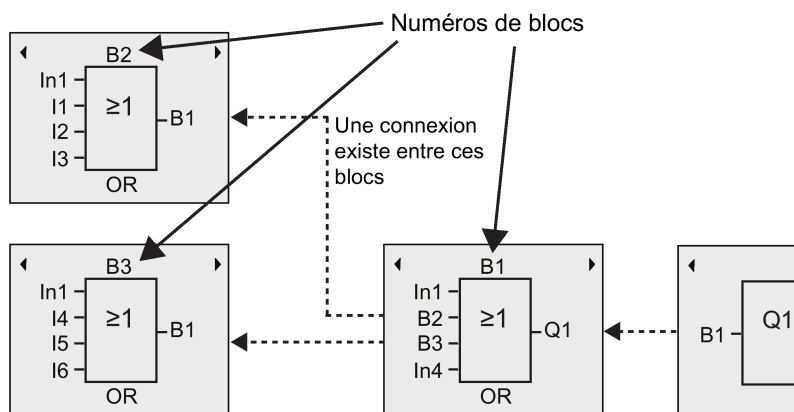 Numéros de blocs
B2
In1
I1
I2
I3
≥1
B1
OR
Une connexion
existe entre ces
blocs
B3
In1
I4
I5
I6
≥1
B1
OR
B1
In1
B2
B3
In4
≥1
Q1
OR
B1
Q1